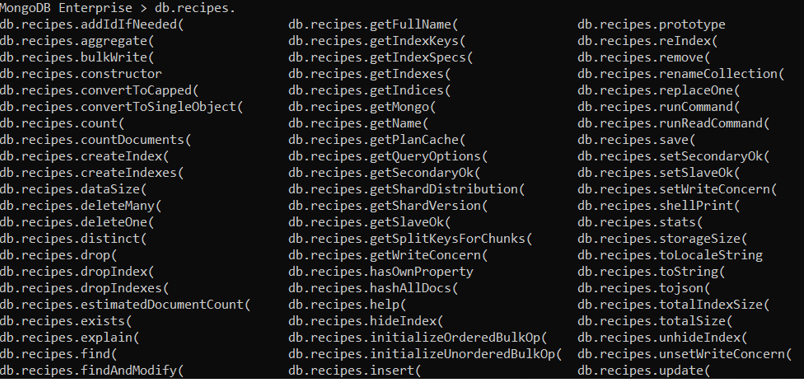 MongoDB Enterprise > db.recipes.
db.recipes.addIdIfNeeded( db.recipes.getFullName( db.recipes.prototype
db.recipes.aggregate( db.recipes.getIndexKeys( db.recipes.reIndex(
db.recipes.bulkWrite( db.recipes.getIndexSpecs( db.recipes.remove(
db.recipes.constructor db.recipes.getIndexes( db.recipes.renameCollection(
db.recipes.convertToCapped( db.recipes.getIndices( db.recipes.replaceOne(
db.recipes.convertToSingleObject( db.recipes.getMongo( db.recipes.runCommand(
db.recipes.count( db.recipes.getName( db.recipes.runReadCommand(
db.recipes.countDocuments( db.recipes.getPlanCache( db.recipes.save(
db.recipes.createIndex( db.recipes.getQueryOptions( db.recipes.setSecondaryOk(
db.recipes.createIndexes( db.recipes.getSecondaryOk( db.recipes.setSlaveOk(
db.recipes.dataSize( db.recipes.getShardDistribution( db.recipes.setWriteConcern(
db.recipes.deleteMany( db.recipes.getShardVersion( db.recipes.shellPrint(
db.recipes.deleteOne( db.recipes.getSlaveOk( db.recipes.stats(
db.recipes.distinct( db.recipes.getSplitKeysForChunks( db.recipes.storageSize(
db.recipes.drop( db.recipes.getWriteConcern( db.recipes.toLocaleString
db.recipes.dropIndex( db.recipes.hasOwnProperty db.recipes.toString(
db.recipes.dropIndexes( db.recipes.hashAllDocs( db.recipes.tojson(
db.recipes.estimatedDocumentCount( db.recipes.help( db.recipes.totalIndexSize(
db.recipes.exists( db.recipes.hideIndex( db.recipes.totalSize(
db.recipes.explain( db.recipes.initializeOrderedBulkOp( db.recipes.unhideIndex(
db.recipes.find( db.recipes.initializeUnorderedBulkOp( db.recipes.unsetWriteConcern(
db.recipes.findAndModify( db.recipes.insert( db.recipes.update(